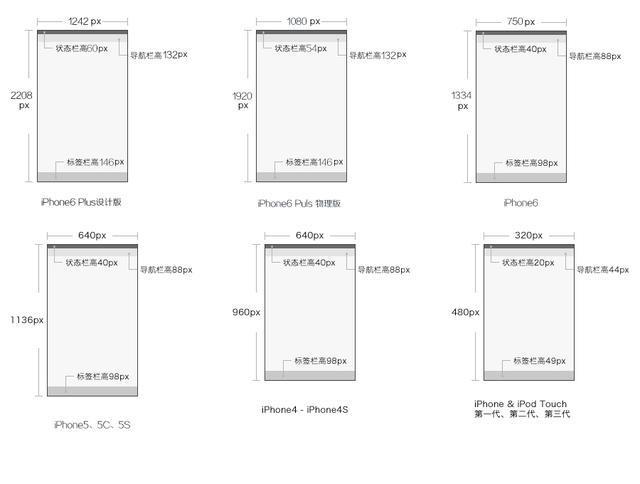 1242 px
1080 px
750 px
状态栏高60px
导航栏高132px
状态栏高54px
导航栏高132px
状态栏高40px
导航栏高88px
2208
px
1920
px
1334
px
标签栏高146px
标签栏高146px
标签栏高98px
iPhone6 Plus设计版
iPhone6 Puls 物理版
iPhone6
640px
640px
320px
状态栏高40px
导航栏高88px
状态栏高40px
导航栏高88px
状态栏高20px
导航栏高44px
1136px
960px
480px
标签栏高98px
标签栏高98px
标签栏高49px
iPhone5、5C、5S
iPhone4 - iPhone4S
iPhone & iPod Touch
第一代、第二代、第三代